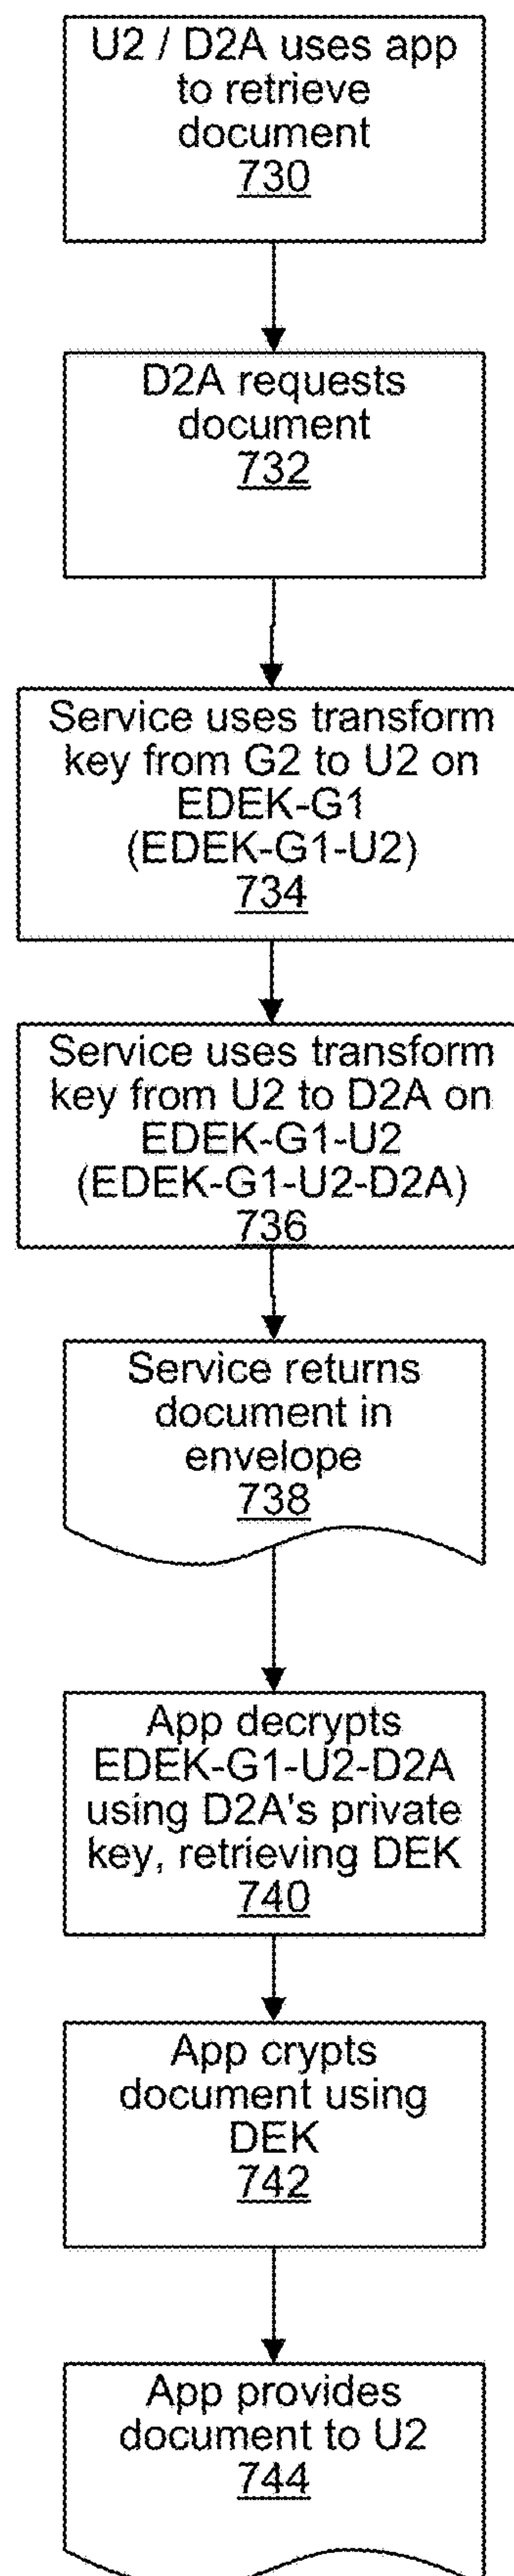 U2 / D2A uses app
to retrieve
document
730
D2A requests
document
732
Service uses transform
key from G2 to U2 on
EDEK-G1
(EDEK-G1-U2)
734
Service uses transform
key from U2 to D2A on
EDEK-G1-U2
(EDEK-G1-U2-D2A)
736
Service returns
document in
envelope
738
App decrypts
EDEK-G1-U2-D2A
using D2A's private
key, retrieving DEK
740
App crypts
document using
DEK
742
App provides
document to U2
744